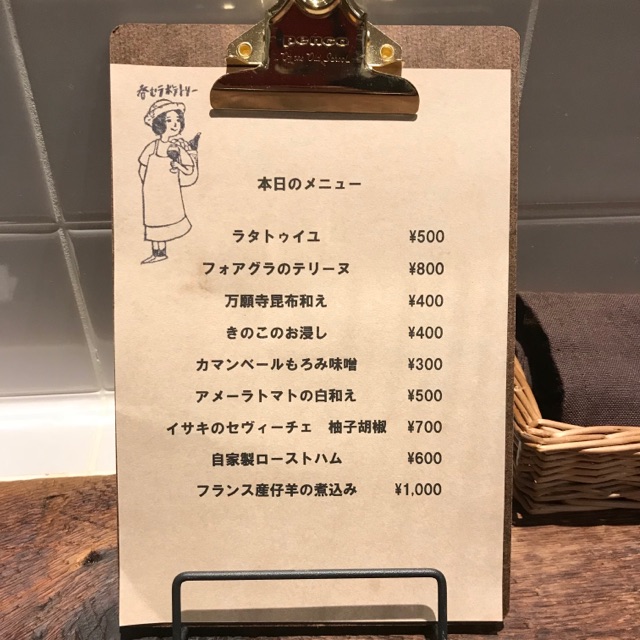 penco
本日のメニュー
ラタトゥイユ ¥500
フォアグラのテリーヌ ¥800
万願寺昆布和え ¥400
きのこのお浸し ¥400
カマンベールもろみ味噌 ¥300
アメーラトマトの白和え ¥500
イサキのセヴィーチェ 柚子胡椒 ¥700
自家製ローストハム ¥600
フランス産仔羊の煮込み ¥1,000